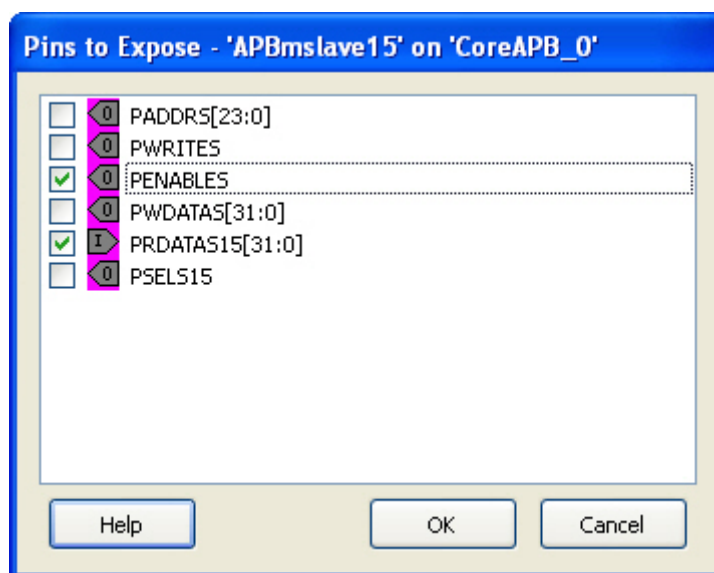 Pins to Expose - 'APBmslave15' on 'CoreAPB_0'
O PADDRS[23:0]
O PWRITES
O PENABLES
O PWDATAS[31:0]
I PRDATAS15[31:0]
O PSELS15
Help OK Cancel